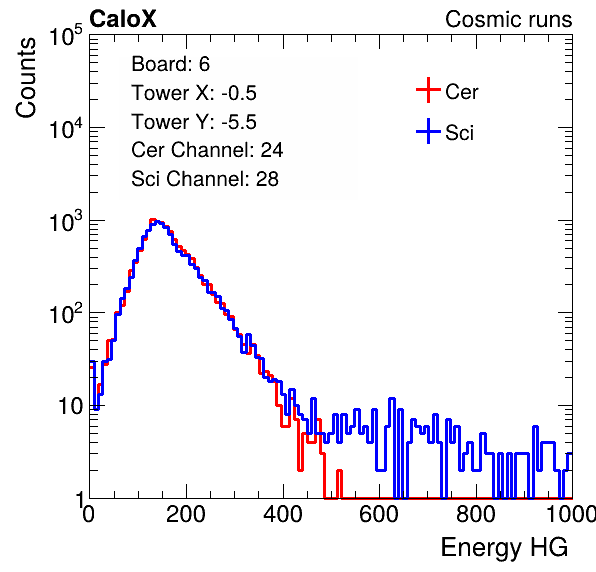 CaloX Cosmic runs
Counts
10^5
10^4
10^3
10^2
10
1
Board: 6
Tower X: -0.5
Tower Y: -5.5
Cer Channel: 24
Sci Channel: 28
Cer
Sci
0 200 400 600 800 1000
Energy HG